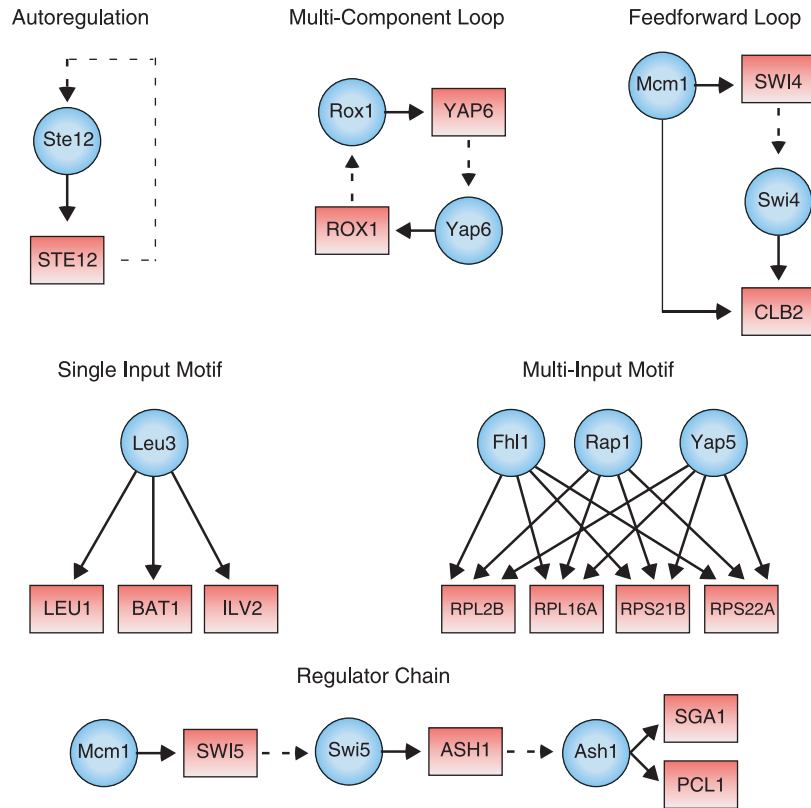 Autoregulation
Multi-Component Loop
Feedforward Loop
Ste12
STE12
Rox1
YAP6
ROX1
Yap6
Mcm1
SWI4
Swi4
CLB2
Single Input Motif
Multi-Input Motif
Leu3
LEU1
BAT1
ILV2
Fhl1
Rap1
Yap5
RPL2B
RPL16A
RPS21B
RPS22A
Regulator Chain
Mcm1
SWI5
Swi5
ASH1
Ash1
SGA1
PCL1